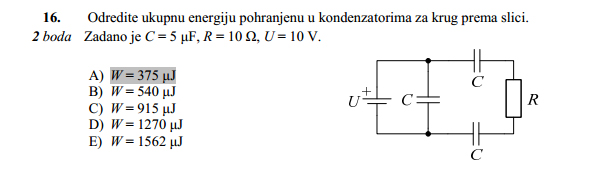 16. Odredite ukupnu energiju pohranjenu u kondenzatorima za krug prema slici.
2 boda Zadano je C = 5 μF, R = 10 Ω, U = 10 V.
A) W = 375 μJ
B) W = 540 μJ
C) W = 915 μJ
D) W = 1270 μJ
E) W = 1562 μJ
C
+
U C R
C